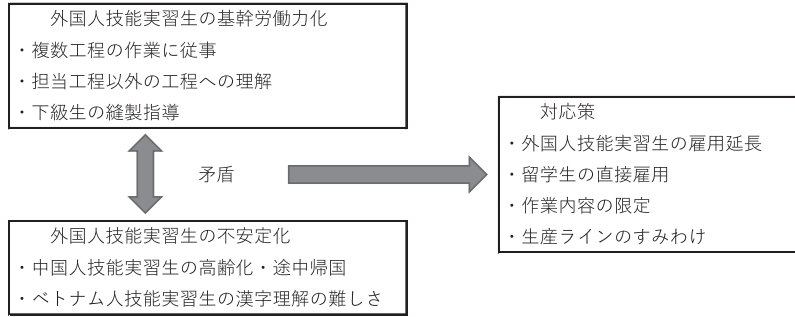 外国人技能実習生の基幹労働力化
・複数工程の作業に従事
・担当工程以外の工程への理解
・下級生の縫製指導
矛盾
外国人技能実習生の不安定化
・中国人技能実習生の高齢化・途中帰国
・ベトナム人技能実習生の漢字理解の難しさ
対応策
・外国人技能実習生の雇用延長
・留学生の直接雇用
・作業内容の限定
・生産ラインのすみわけ